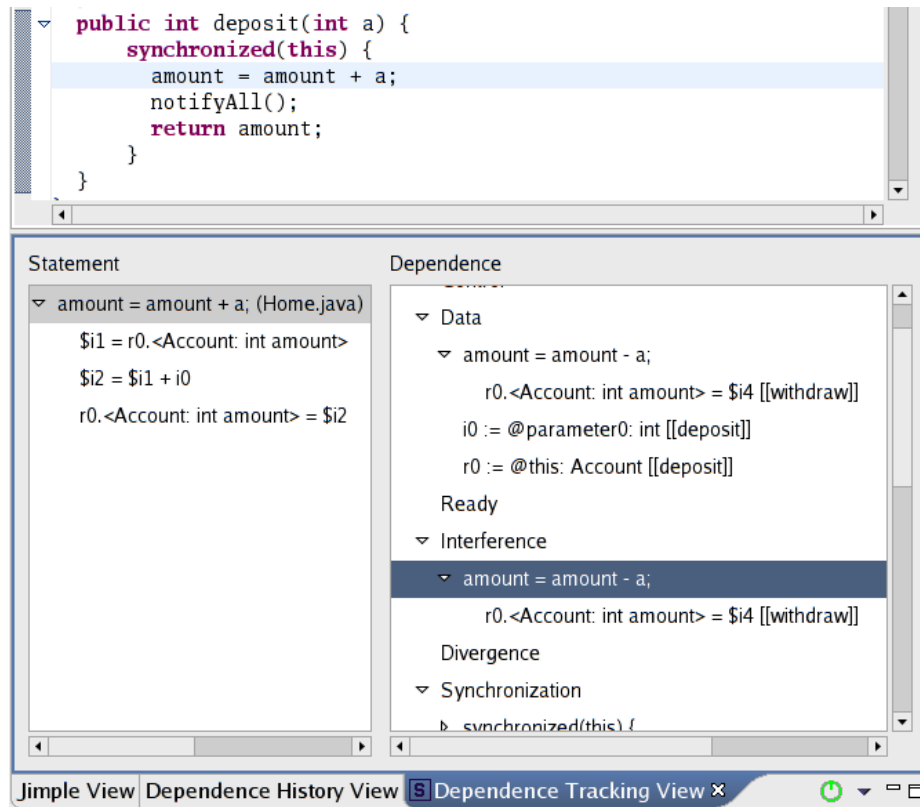 public int deposit(int a) {
synchronized(this) {
amount = amount + a;
notifyAll();
return amount;
}
}
Statement
amount = amount + a; (Home.java)
$i1 = r0.<Account: int amount>
$i2 = $i1 + i0
r0.<Account: int amount> = $i2
Dependence
Control
Data
amount = amount - a;
r0.<Account: int amount> = $i4 [[withdraw]]
i0 := @parameter0: int [[deposit]]
r0 := @this: Account [[deposit]]
Ready
Interference
amount = amount - a;
r0.<Account: int amount> = $i4 [[withdraw]]
Divergence
Synchronization
synchronized(this) {
Jimple View Dependence History View S Dependence Tracking View